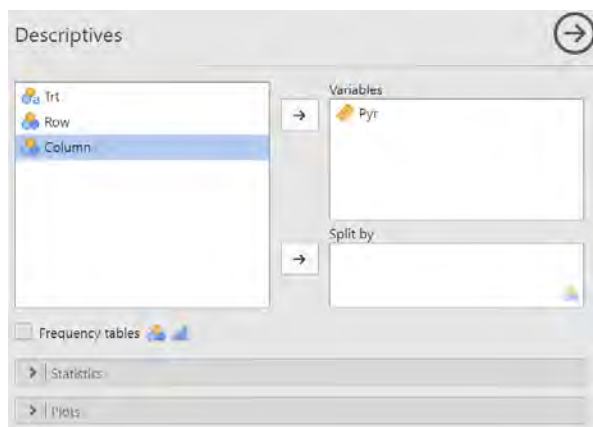 Descriptives
Trt
Row
Column
Variables
Pyr
Split by
Frequency tables
Statistics
Plots